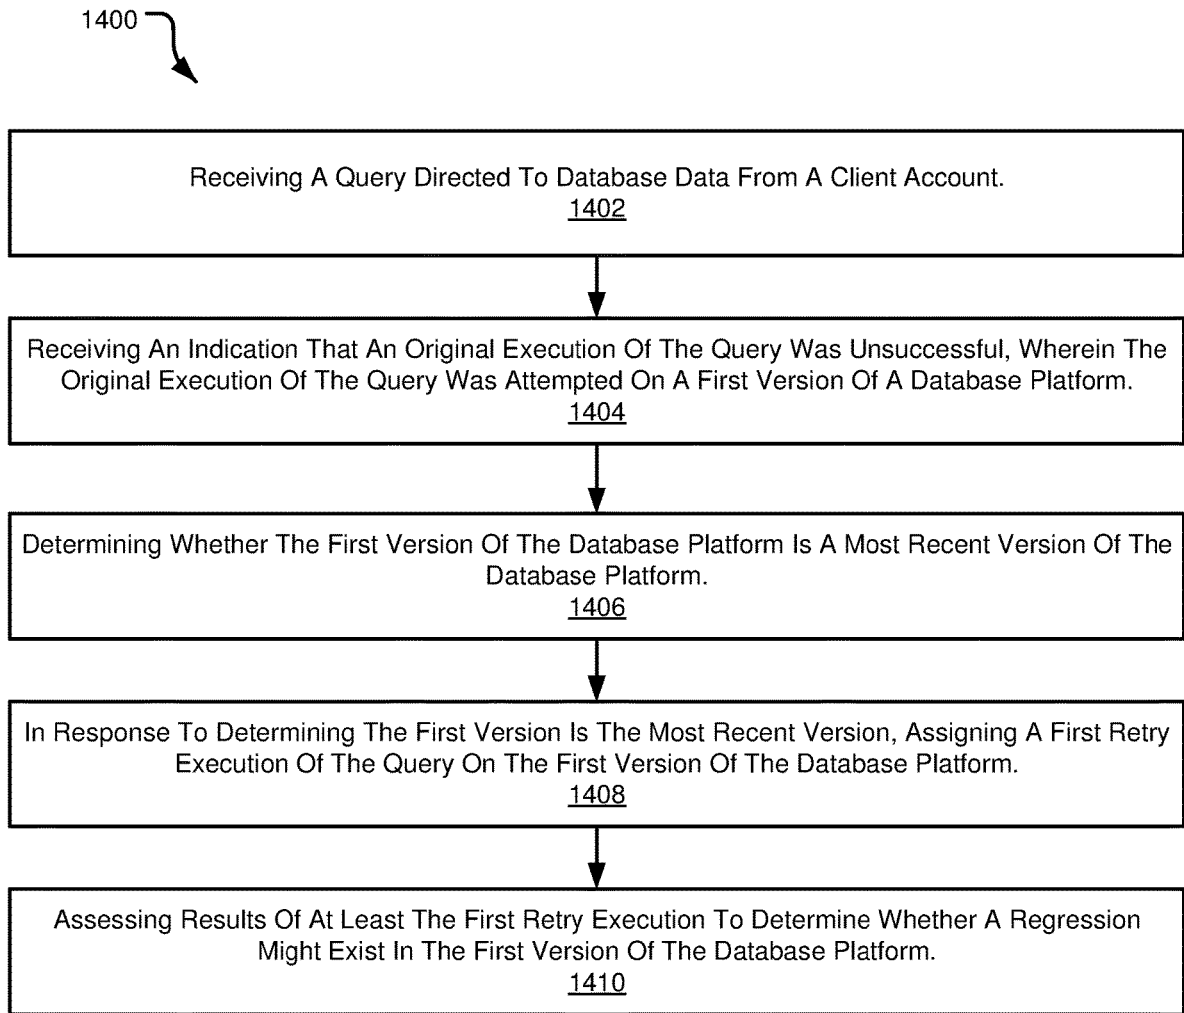 1400
Receiving A Query Directed To Database Data From A Client Account.
1402
Receiving An Indication That An Original Execution Of The Query Was Unsuccessful, Wherein The
Original Execution Of The Query Was Attempted On A First Version Of A Database Platform.
1404
Determining Whether The First Version Of The Database Platform Is A Most Recent Version Of The
Database Platform.
1406
In Response To Determining The First Version Is The Most Recent Version, Assigning A First Retry
Execution Of The Query On The First Version Of The Database Platform.
1408
Assessing Results Of At Least The First Retry Execution To Determine Whether A Regression
Might Exist In The First Version Of The Database Platform.
1410